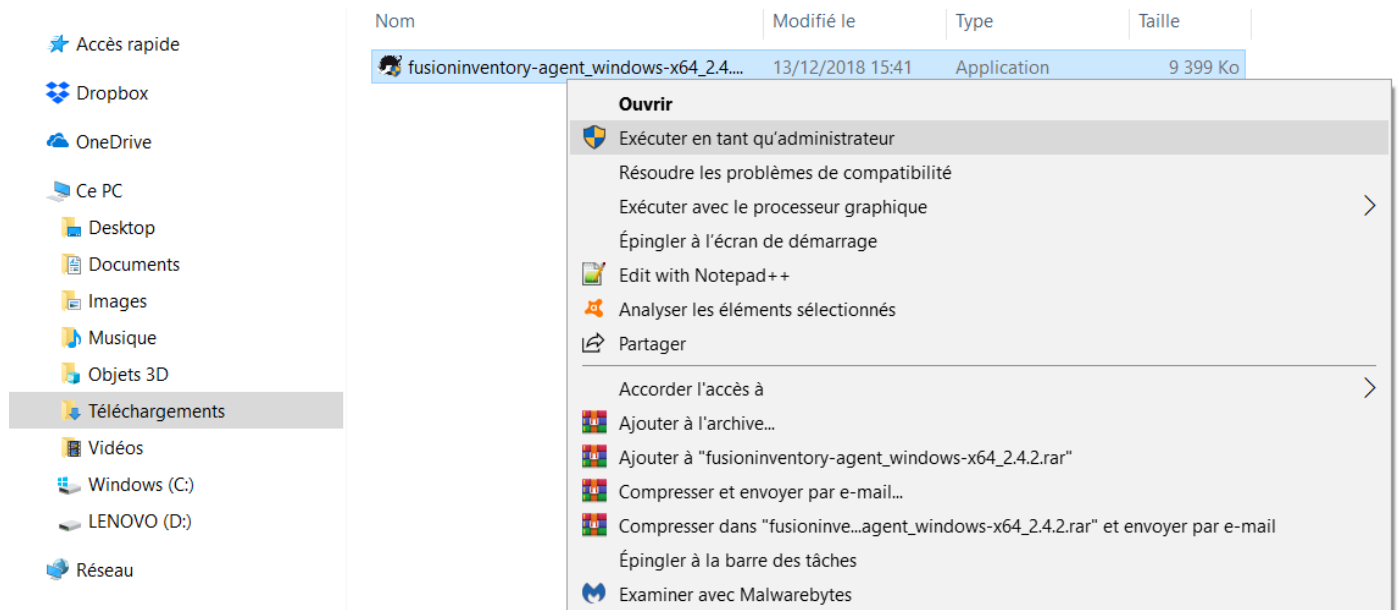 Nom Modifié le Type Taille
Accès rapide
Dropbox
OneDrive
Ce PC
Desktop
Documents
Images
Musique
Objets 3D
Téléchargements
Vidéos
Windows (C:)
LENOVO (D:)
Réseau
fusioninventory-agent_windows-x64_2.4.... 13/12/2018 15:41 Application 9 399 Ko
Ouvrir
Exécuter en tant qu'administrateur
Résoudre les problèmes de compatibilité
Exécuter avec le processeur graphique
Épingler à l'écran de démarrage
Edit with Notepad++
Analyser les éléments sélectionnés
Partager
Accorder l'accès à
Ajouter à l'archive...
Ajouter à "fusioninventory-agent_windows-x64_2.4.2.rar"
Compresser et envoyer par e-mail...
Compresser dans "fusioninve...agent_windows-x64_2.4.2.rar" et envoyer par e-mail
Épingler à la barre des tâches
Examiner avec Malwarebytes